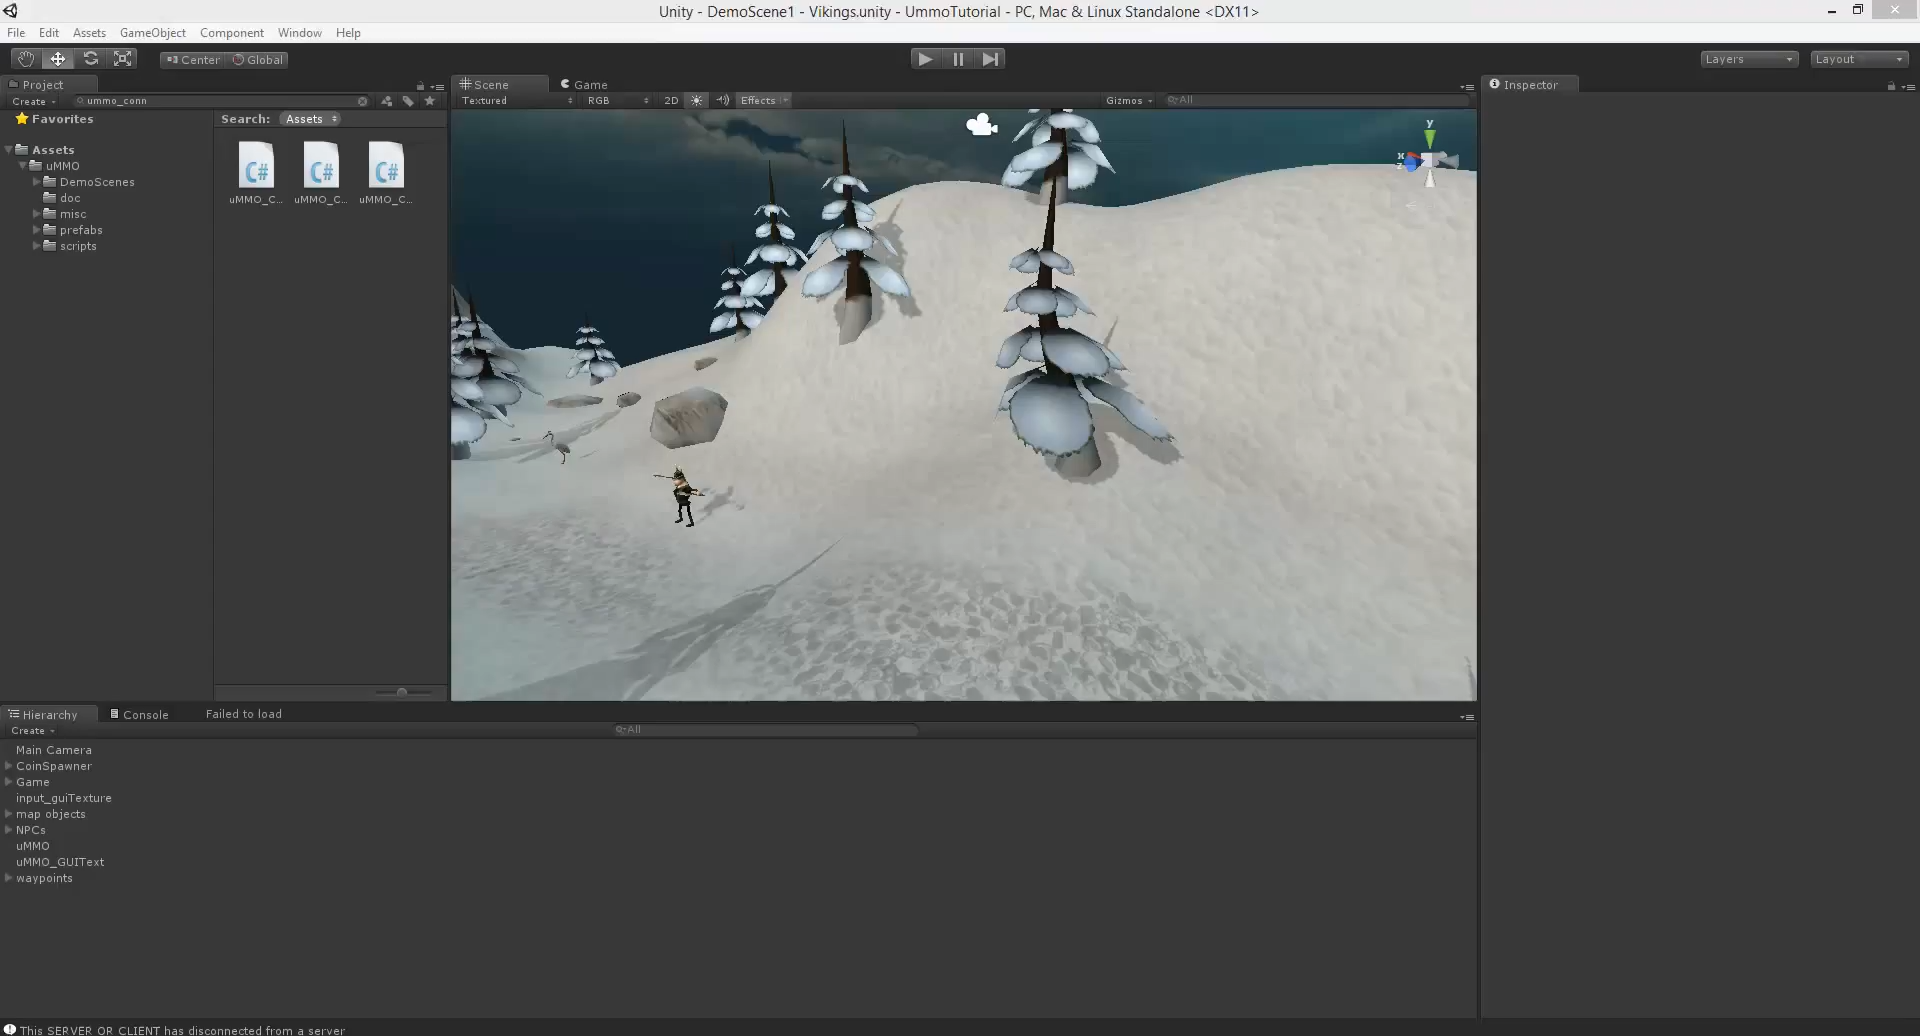 Unity - DemoScene1 - Vikings.unity - UmmoTutorial - PC, Mac & Linux Standalone <DX11>
File Edit Assets GameObject Component Window Help
Center Global Layers Layout
Project
Create ummo_conn
Favorites
Search: Assets
Assets
uMMO
DemoScenes
doc
misc
prefabs
scripts
C# C# C#
uMMO_C... uMMO_C... uMMO_C...
Scene Game
Textured RGB 2D Effects Gizmos All
y
x
z
Inspector
Hierarchy Console Failed to load
Create All
Main Camera
CoinSpawner
Game
input_guiTexture
map objects
NPCs
uMMO
uMMO_GUIText
waypoints
This SERVER OR CLIENT has disconnected from a server